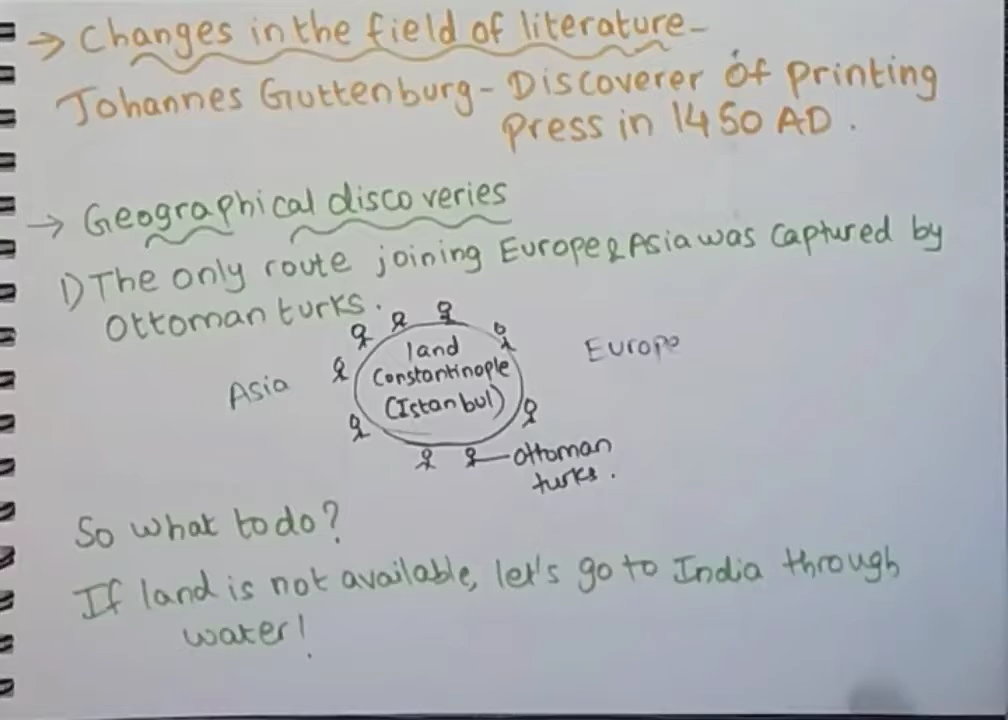 → Changes in the field of literature-
Johannes Guttenburg - Discoverer of printing
press in 1450 AD.
→ Geographical discoveries
1) The only route joining Europe & Asia was captured by
Ottoman turks.
land
Constantinople
(Istanbul)
Europe
Asia
ottoman
turks.
So what to do?
If land is not available, let's go to India through
water!